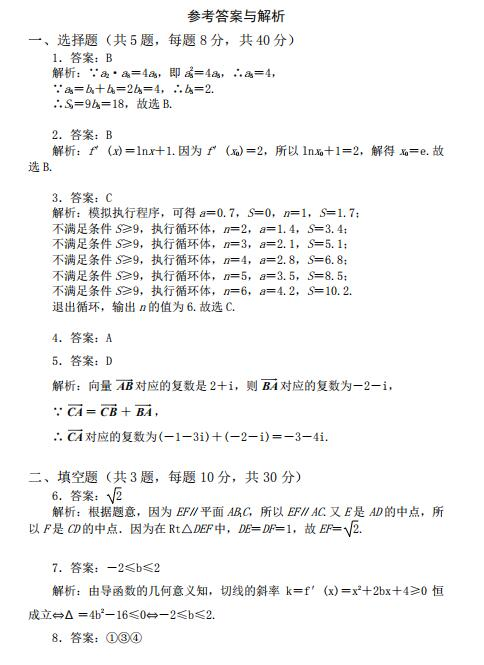 参考答案与解析
一、选择题（共5题，每题8分，共40分）
1．答案：B
解析：∵a₂·a₈＝4a₅，即a₅²＝4a₅，∴a₅＝4，
∵a₅＝b₄＋b₆＝2b₅＝4，∴b₅＝2.
∴S₉＝9b₅＝18，故选B.
2．答案：B
解析：f′(x)＝lnx＋1.因为f′(x₀)＝2，所以lnx₀＋1＝2，解得x₀＝e.故
选B.
3．答案：C
解析：模拟执行程序，可得a＝0.7，S＝0，n＝1，S＝1.7；
不满足条件S≥9，执行循环体，n＝2，a＝1.4，S＝3.4；
不满足条件S≥9，执行循环体，n＝3，a＝2.1，S＝5.1；
不满足条件S≥9，执行循环体，n＝4，a＝2.8，S＝6.8；
不满足条件S≥9，执行循环体，n＝5，a＝3.5，S＝8.5；
不满足条件S≥9，执行循环体，n＝6，a＝4.2，S＝10.2.
退出循环，输出n的值为6.故选C.
4．答案：A
5．答案：D
解析：向量AB对应的复数是2＋i，则BA对应的复数为－2－i，
∵CA＝CB＋BA，
∴CA对应的复数为(－1－3i)＋(－2－i)＝－3－4i.
二、填空题（共3题，每题10分，共30分）
6．答案：√2
解析：根据题意，因为EF∥平面AB₁C，所以EF∥AC.又E是AD的中点，所
以F是CD的中点．因为在Rt△DEF中，DE＝DF＝1，故EF＝√2.
7．答案：－2≤b≤2
解析：由导函数的几何意义知，切线的斜率k＝f′(x)＝x²＋2bx＋4≥0恒
成立⇔Δ＝4b²－16≤0⇔－2≤b≤2.
8．答案：①③④